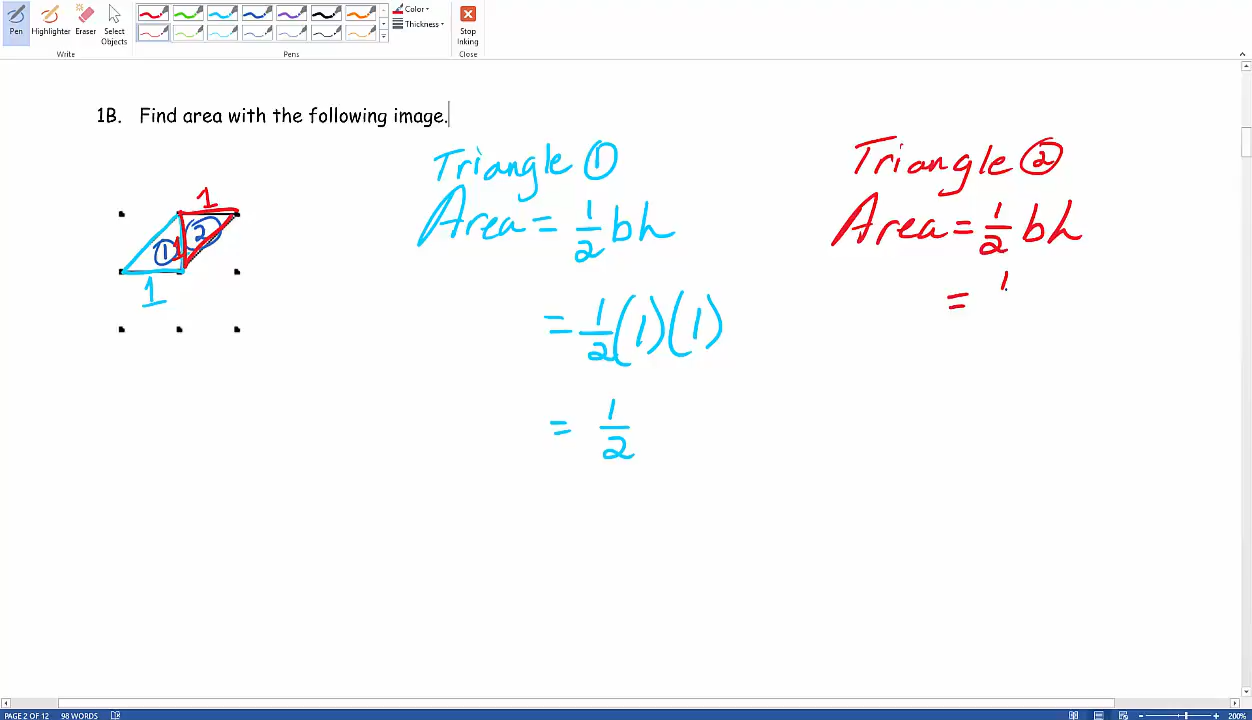 Pen
Highlighter
Eraser
Select Objects
Write
Pens
Color
Thickness
Stop Inking
Close
1B. Find area with the following image.
1
① 1 ②
1
Triangle ①
Area = 1/2 bh
= 1/2 (1)(1)
= 1/2
Triangle ②
Area = 1/2 bh
= 1
PAGE 2 OF 12
98 WORDS
200%